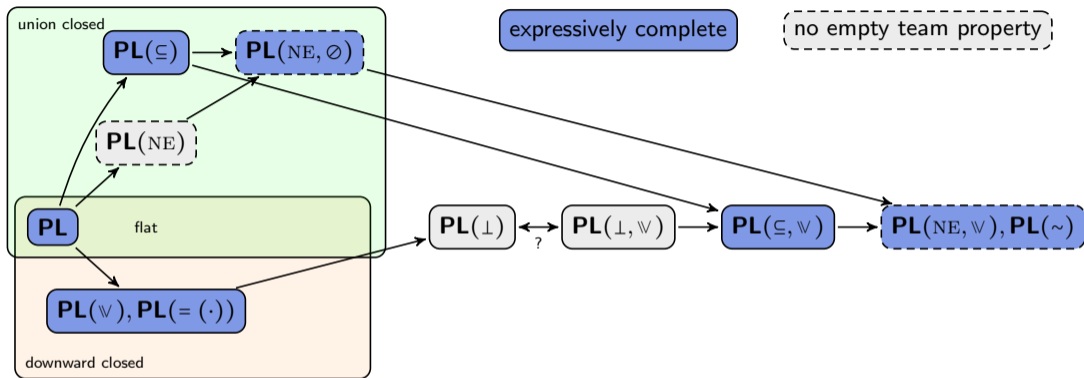 union closed
expressively complete
no empty team property
PL(⊆)
PL(NE, ⊘)
PL(NE)
PL
flat
PL(⊥)
?
PL(⊥, ⩖)
PL(⊆, ⩖)
PL(NE, ⩖), PL(~)
PL(⩖), PL(= (·))
downward closed